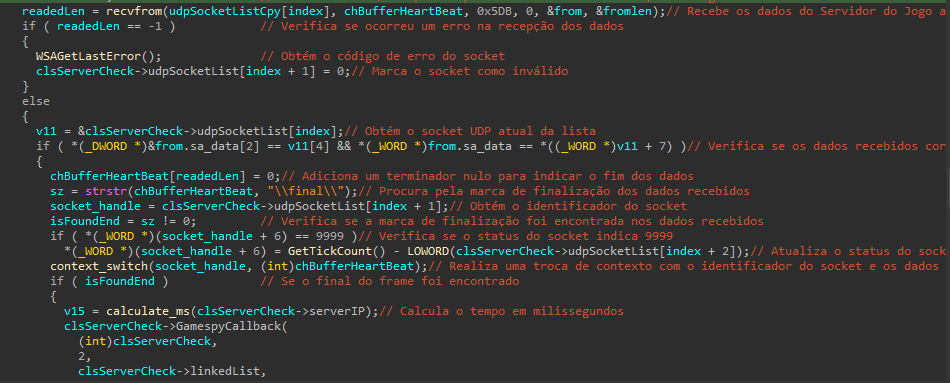 readedLen = recvfrom(udpSocketListCpy[index], chBufferHeartBeat, 0x5DB, 0, &from, &fromlen);// Recebe os dados do Servidor do Jogo a
if ( readedLen == -1 ) // Verifica se ocorreu um erro na recepção dos dados
{
WSAGetLastError(); // Obtém o código de erro do socket
clsServerCheck->udpSocketList[index + 1] = 0;// Marca o socket como inválido
}
else
{
v11 = &clsServerCheck->udpSocketList[index];// Obtém o socket UDP atual da lista
if ( *(_DWORD *)&from.sa_data[2] == v11[4] && *(_WORD *)from.sa_data == *((_WORD *)v11 + 7) )// Verifica se os dados recebidos cor
{
chBufferHeartBeat[readedLen] = 0;// Adiciona um terminador nulo para indicar o fim dos dados
sz = strstr(chBufferHeartBeat, "\\final\\");// Procura pela marca de finalização dos dados recebidos
socket_handle = clsServerCheck->udpSocketList[index + 1];// Obtém o identificador do socket
isFoundEnd = sz != 0; // Verifica se a marca de finalização foi encontrada nos dados recebidos
if ( *(_WORD *)(socket_handle + 6) == 9999 )// Verifica se o status do socket indica 9999
*(_WORD *)(socket_handle + 6) = GetTickCount() - LOWORD(clsServerCheck->udpSocketList[index + 2]);// Atualiza o status do sock
context_switch(socket_handle, (int)chBufferHeartBeat);// Realiza uma troca de contexto com o identificador do socket e os dados
if ( isFoundEnd ) // Se o final do frame foi encontrado
{
v15 = calculate_ms(clsServerCheck->serverIP);// Calcula o tempo em milissegundos
clsServerCheck->GamespyCallback(
(int)clsServerCheck,
2,
clsServerCheck->linkedList,